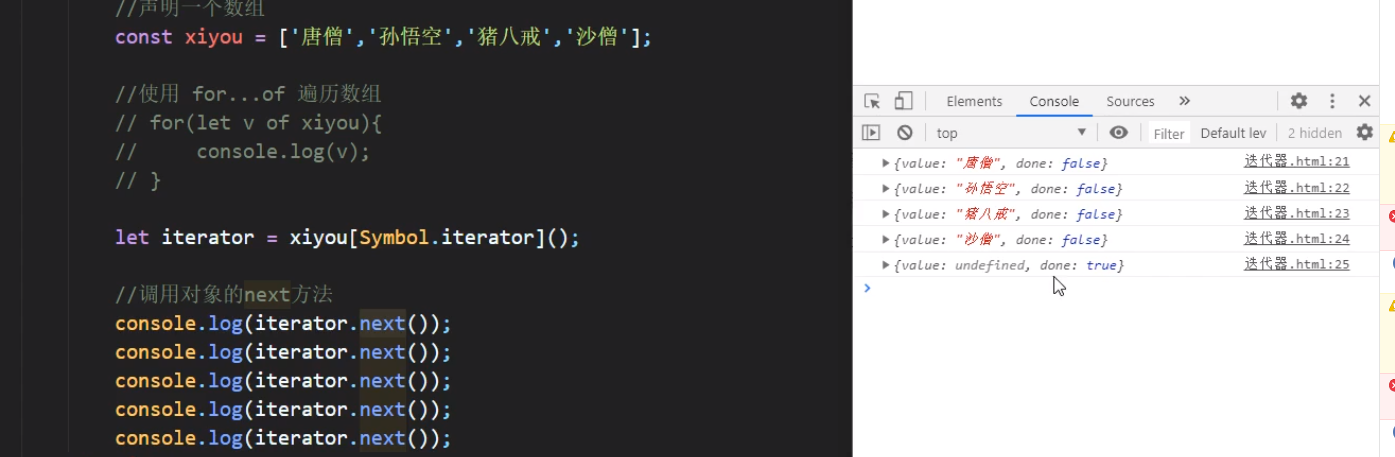 //声明一个数组
const xiyou = ['唐僧','孙悟空','猪八戒','沙僧'];
//使用 for...of 遍历数组
// for(let v of xiyou){
//     console.log(v);
// }
let iterator = xiyou[Symbol.iterator]();
//调用对象的next方法
console.log(iterator.next());
console.log(iterator.next());
console.log(iterator.next());
console.log(iterator.next());
console.log(iterator.next());
Elements Console Sources »
top Filter Default lev 2 hidden
{value: "唐僧", done: false} 迭代器.html:21
{value: "孙悟空", done: false} 迭代器.html:22
{value: "猪八戒", done: false} 迭代器.html:23
{value: "沙僧", done: false} 迭代器.html:24
{value: undefined, done: true} 迭代器.html:25